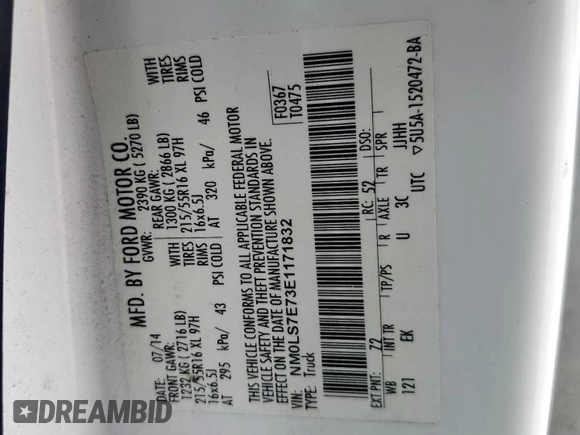 MFD. BY FORD MOTOR CO.
DATE: 07/14 GVWR: 2390 KG ( 5270 LB)
FRONT GAWR: REAR GAWR: WITH
1232 KG ( 2716 LB) 1300 KG ( 2866 LB) TIRES
215/55R16 XL 97H WITH TIRES 215/55R16 XL 97H RIMS
16x6.5J RIMS 16x6.5J
AT 295 kPa/ 43 PSI COLD AT 320 kPa/ 46 PSI COLD
THIS VEHICLE CONFORMS TO ALL APPLICABLE FEDERAL MOTOR
VEHICLE SAFETY AND THEFT PREVENTION STANDARDS IN
EFFECT ON THE DATE OF MANUFACTURE SHOWN ABOVE.
VIN: NM0LS7E73E1171832 F0367
TYPE: Truck T0475
EXT PNT: Z2 RC: 52 DSO:
WB INT TR TP/PS R AXLE TR SPR
121 EK U 3C JJHH
UTC ▽5U5A-1520472-BA
DREAMBID